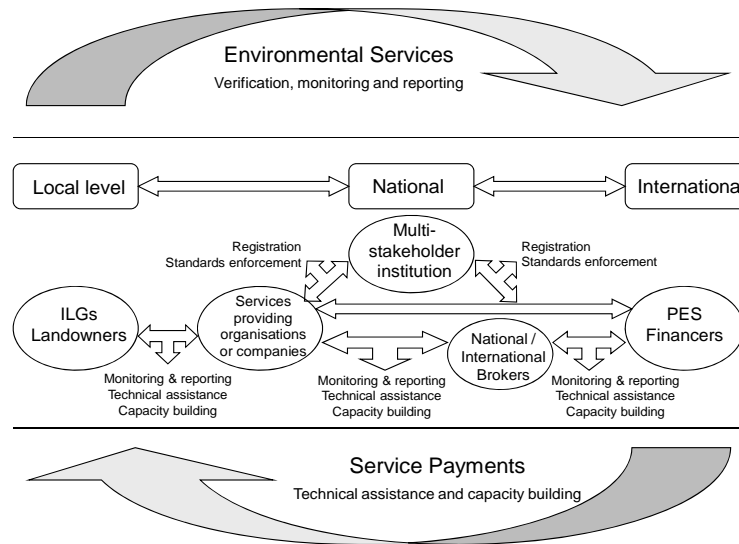 Environmental Services
Verification, monitoring and reporting
Local level
National
Internationa
Multi-
stakeholder
institution
Registration
Standards enforcement
Registration
Standards enforcement
ILGs
Landowners
Services
providing
organisations
or companies
National /
International
Brokers
PES
Financers
Monitoring & reporting
Technical assistance
Capacity building
Monitoring & reporting
Technical assistance
Capacity building
Monitoring & reporting
Technical assistance
Capacity building
Service Payments
Technical assistance and capacity building